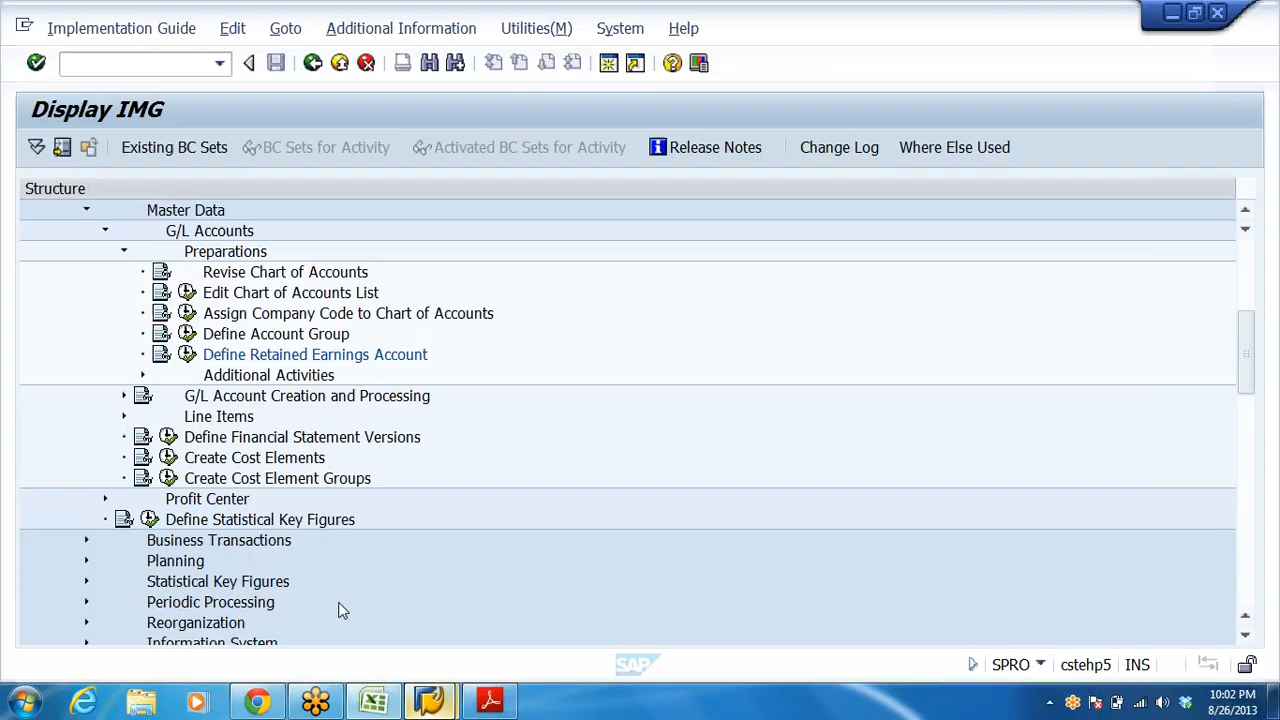 Implementation Guide Edit Goto Additional Information Utilities(M) System Help
Display IMG
Existing BC Sets BC Sets for Activity Activated BC Sets for Activity Release Notes Change Log Where Else Used
Structure
Master Data
G/L Accounts
Preparations
Revise Chart of Accounts
Edit Chart of Accounts List
Assign Company Code to Chart of Accounts
Define Account Group
Define Retained Earnings Account
Additional Activities
G/L Account Creation and Processing
Line Items
Define Financial Statement Versions
Create Cost Elements
Create Cost Element Groups
Profit Center
Define Statistical Key Figures
Business Transactions
Planning
Statistical Key Figures
Periodic Processing
Reorganization
Information System
SAP SPRO cstehp5 INS
10:02 PM
8/26/2013